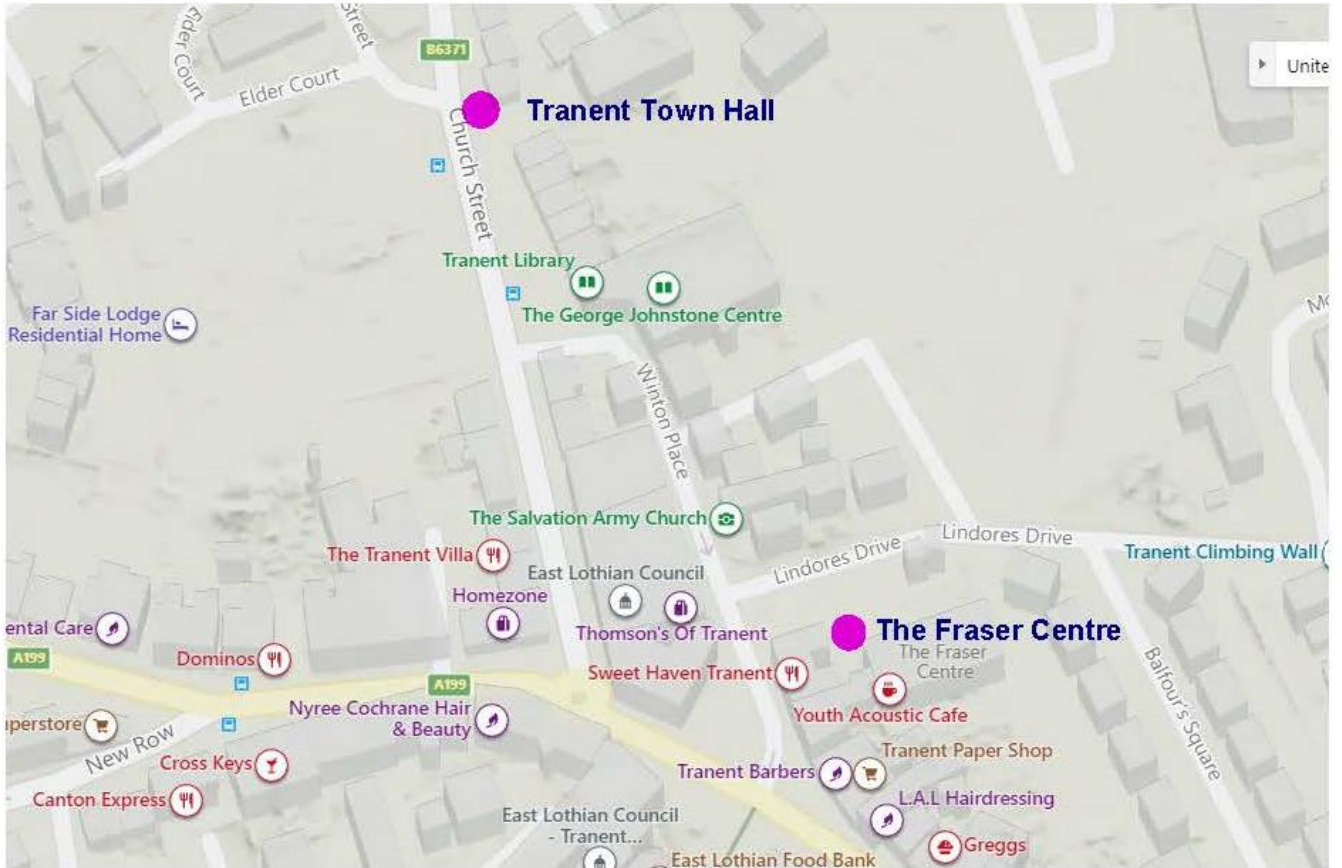 B6371
Street
Elder Court
Elder Court
Tranent Town Hall
Church Street
Tranent Library
The George Johnstone Centre
Far Side Lodge
Residential Home
Winton Place
The Salvation Army Church
Lindores Drive
Lindores Drive
Tranent Climbing Wall
The Tranent Villa
East Lothian Council
Homezone
Thomson's Of Tranent
ental Care
A199
Dominos
A199
The Fraser Centre
The Fraser
Centre
Sweet Haven Tranent
Youth Acoustic Cafe
Balfour's Square
Nyree Cochrane Hair
& Beauty
perstore
New Row
Cross Keys
Canton Express
Tranent Paper Shop
Tranent Barbers
L.A.L Hairdressing
East Lothian Council
- Tranent...
Greggs
East Lothian Food Bank